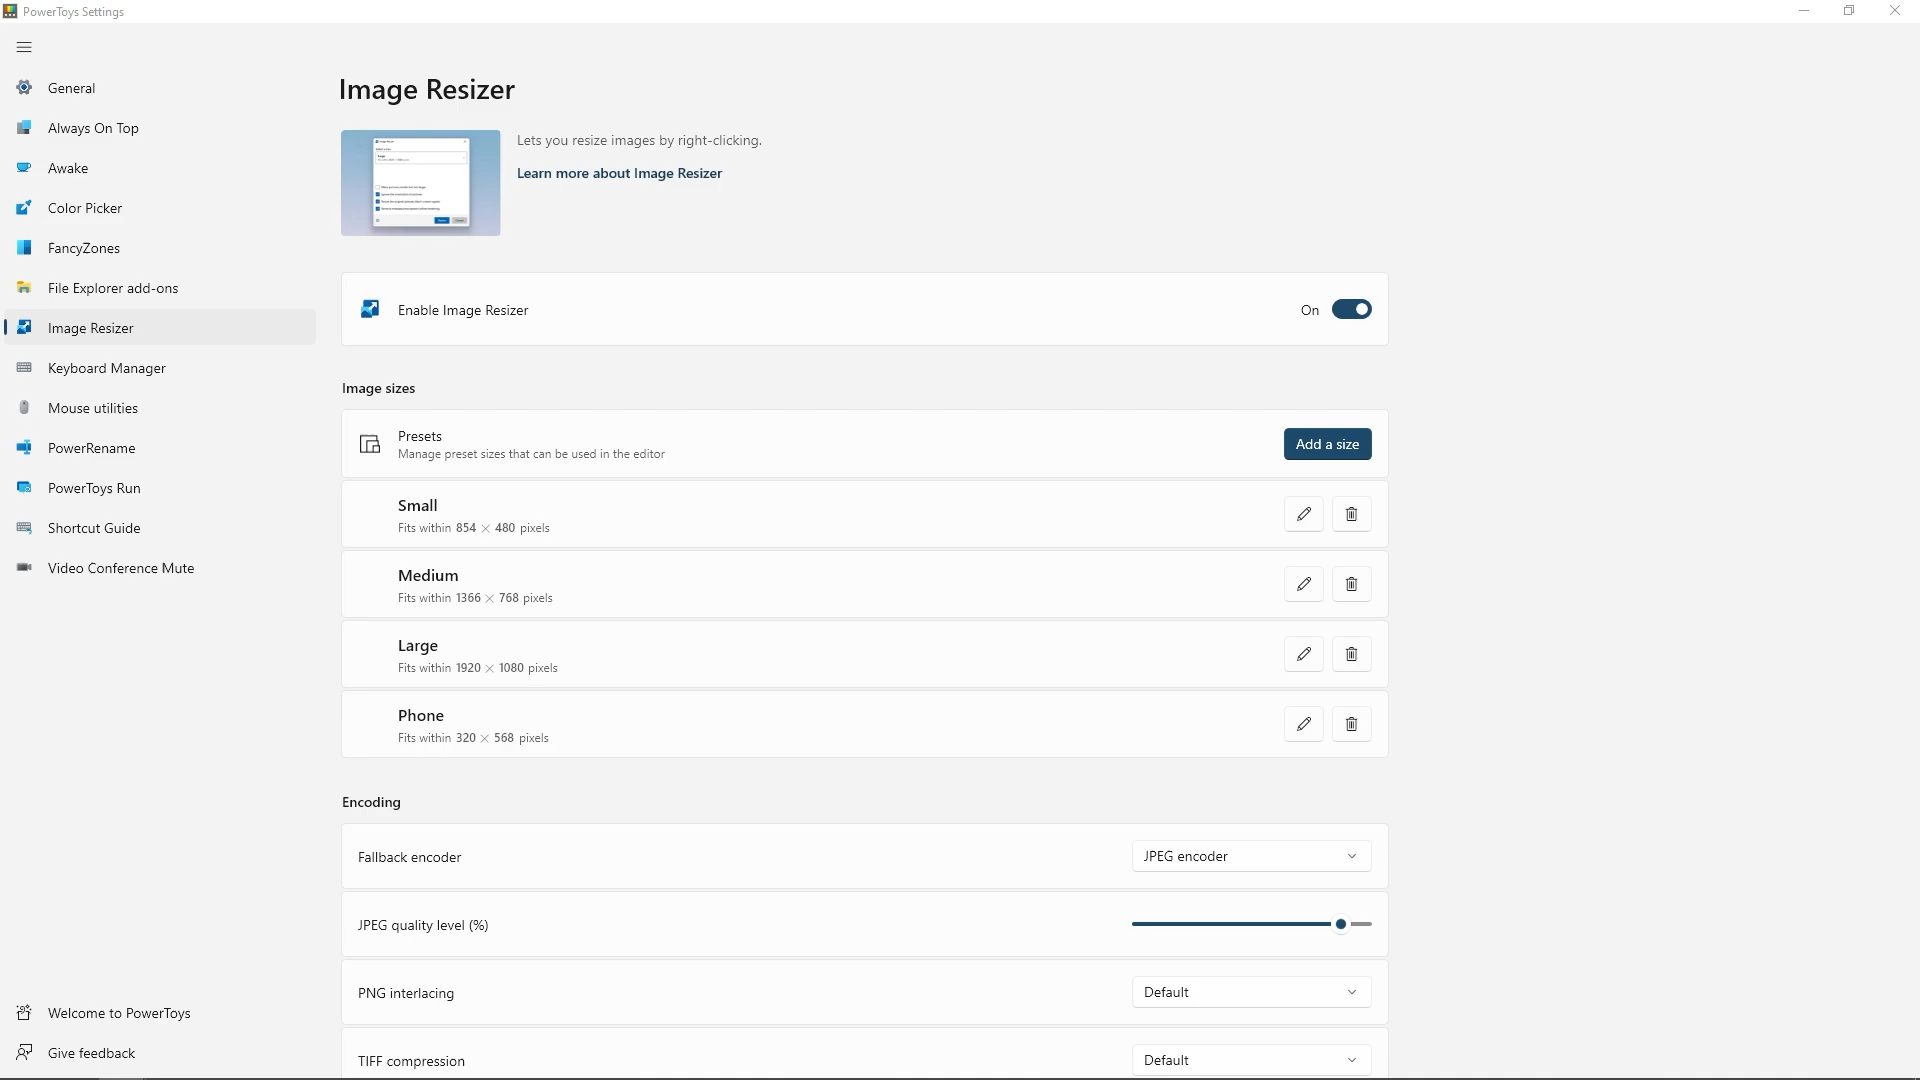 PowerToys Settings
General
Always On Top
Awake
Color Picker
FancyZones
File Explorer add-ons
Image Resizer
Keyboard Manager
Mouse utilities
PowerRename
PowerToys Run
Shortcut Guide
Video Conference Mute
Welcome to PowerToys
Give feedback
Image Resizer
Lets you resize images by right-clicking.
Learn more about Image Resizer
Enable Image Resizer
On
Image sizes
Presets
Manage preset sizes that can be used in the editor
Add a size
Small
Fits within 854 × 480 pixels
Medium
Fits within 1366 × 768 pixels
Large
Fits within 1920 × 1080 pixels
Phone
Fits within 320 × 568 pixels
Encoding
Fallback encoder
JPEG encoder
JPEG quality level (%)
PNG interlacing
Default
TIFF compression
Default